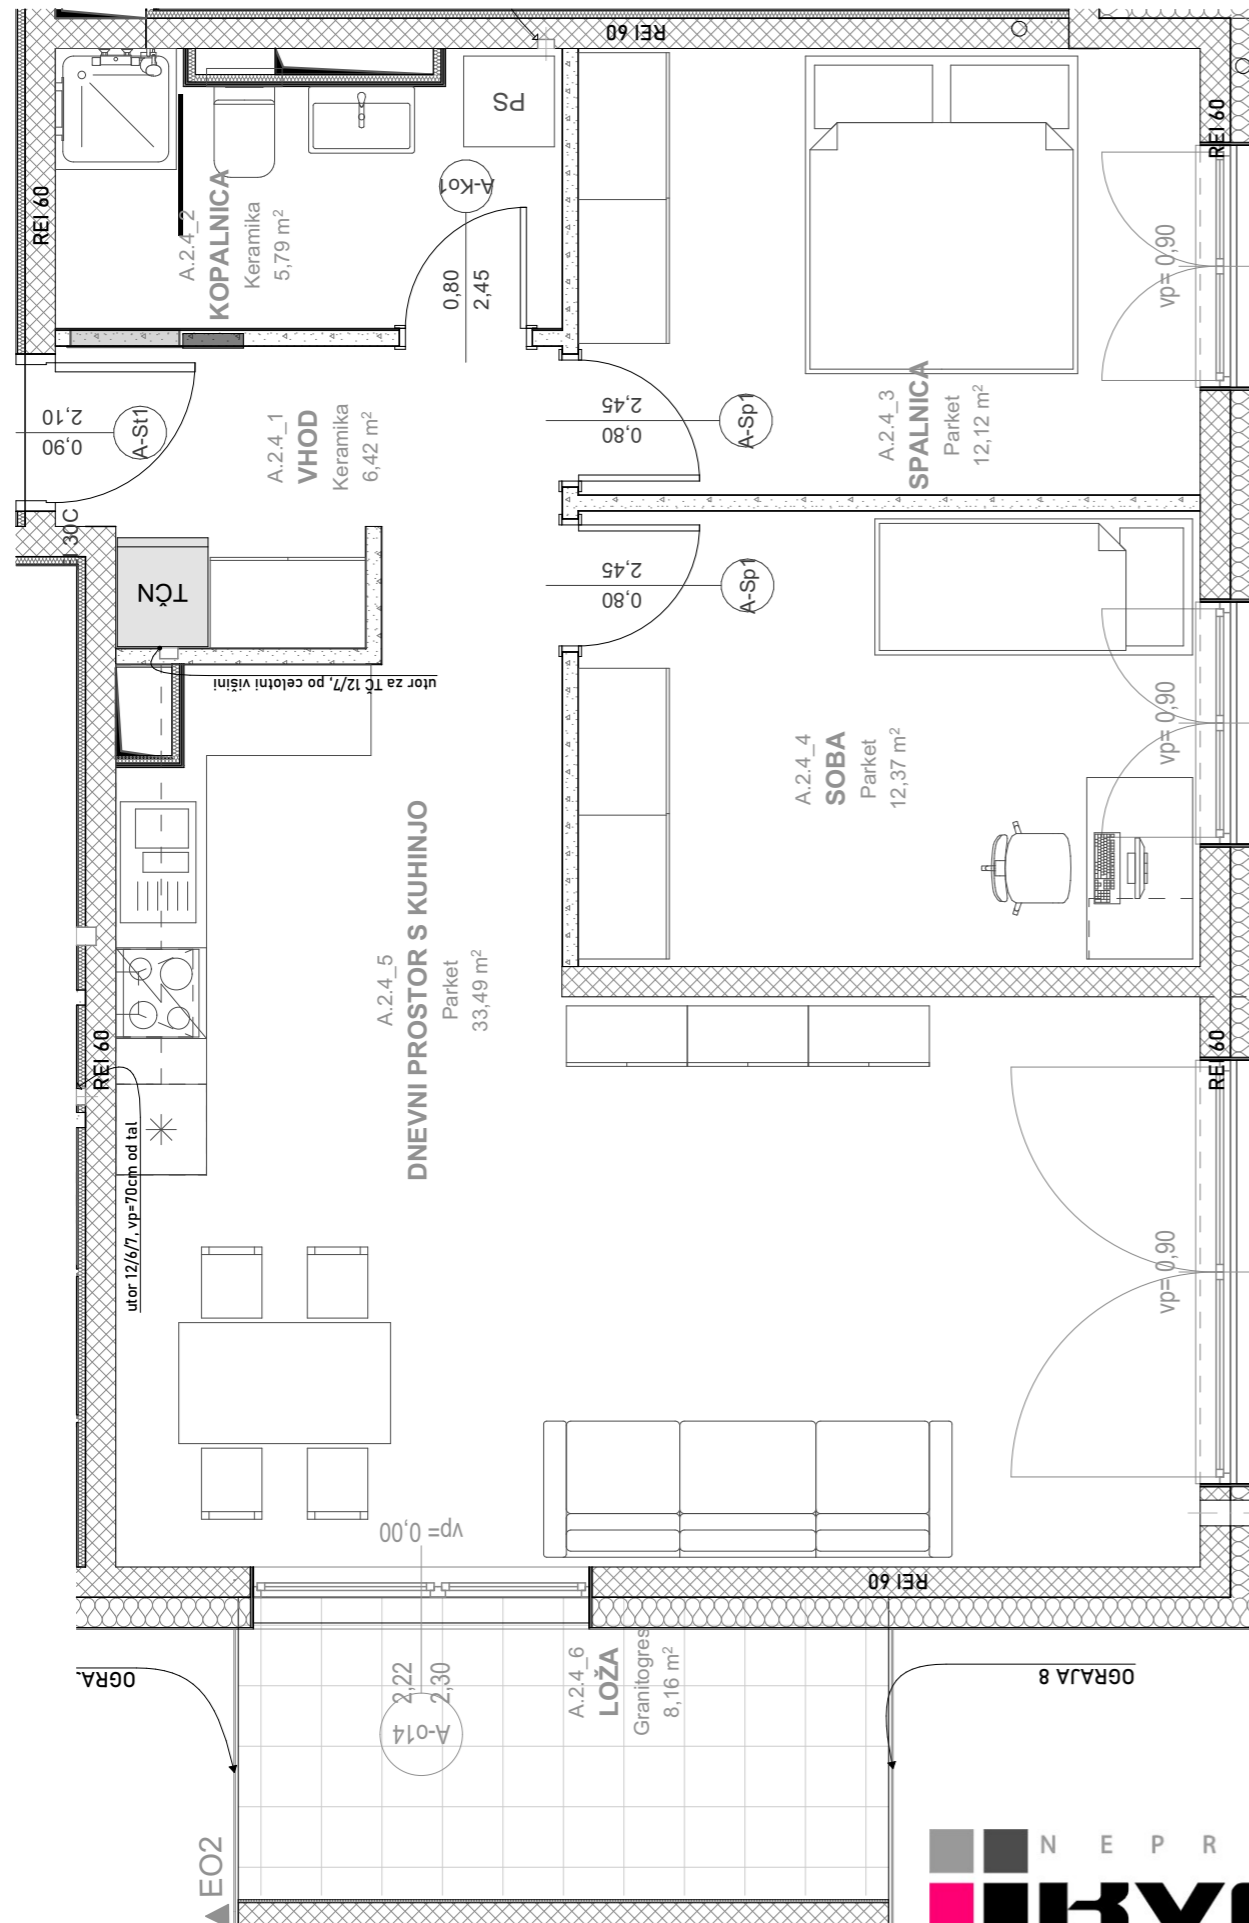 REI 60
REI 60
REI 60
PS
A-Ko1
0,80
2,45
A.2.4_2
KOPALNICA
Keramika
5,79 m²
vp= 0,90
A-St1
0,90
2,10
A.2.4_1
VHOD
Keramika
6,42 m²
A-Sp1
0,80
2,45
A.2.4_3
SPALNICA
Parket
12,12 m²
30C
TČN
utor za TČ 12/7, po celotni višini
A-Sp1
0,80
2,45
A.2.4_4
SOBA
Parket
12,37 m²
vp= 0,90
A.2.4_5
DNEVNI PROSTOR S KUHINJO
Parket
33,49 m²
REI 60
REI 60
utor 12/6/7, vp=70cm od tal
vp= 0,90
vp= 0,00
REI 60
A.2.4_6
LOŽA
Granitogres
8,16 m²
2,22
2,30
A-o14
OGRAJ
OGRAJA 8
EO2
N E P R